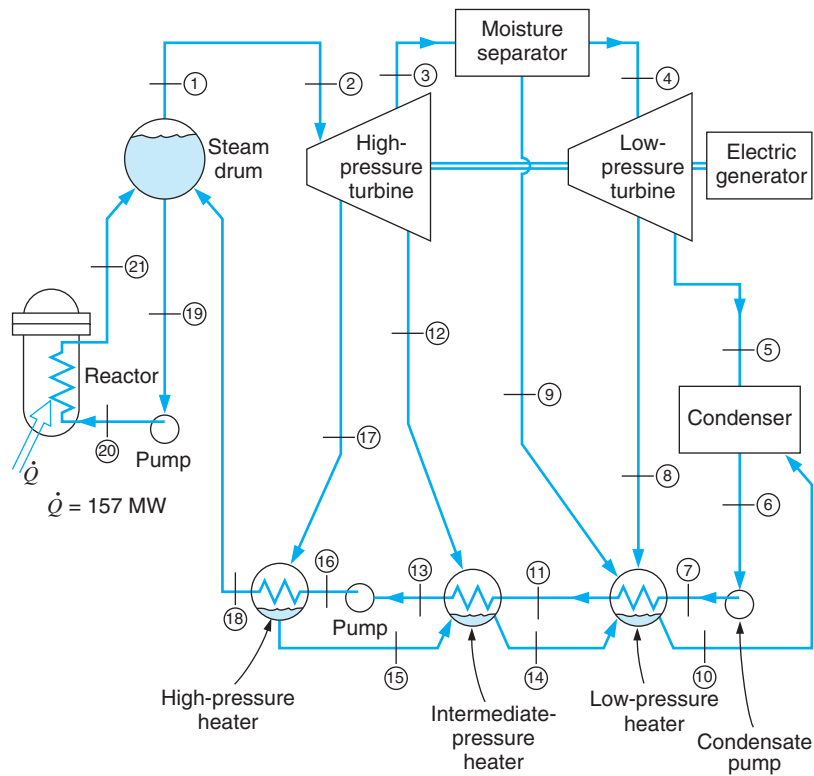 Moisture
separator
1
2
3
4
Steam
drum
High-
pressure
turbine
Low-
pressure
turbine
Electric
generator
21
19
12
5
Reactor
9
Condenser
20
Pump
17
Q̇
Q̇ = 157 MW
8
6
16
13
11
7
18
Pump
15
14
10
High-pressure
heater
Intermediate-
pressure
heater
Low-pressure
heater
Condensate
pump